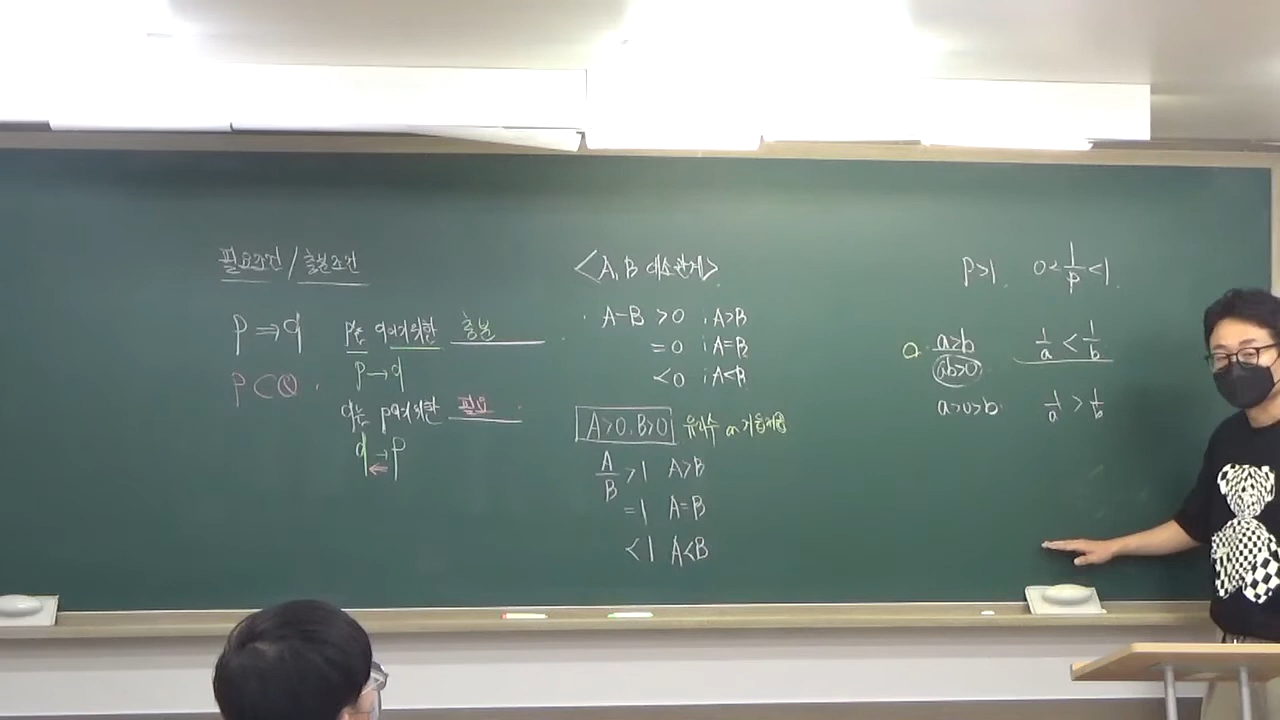 필요조건 / 충분조건
p ⇒ q
P ⊂ Q
p는 q이기 위한 충분
p → q
q는 p이기 위한 필요
q → p
←
<A, B 대소관계>
A-B >0 ; A>B
=0 ; A=B
<0 ; A<B
A>0, B>0
A/B >1 A>B
=1 A=B
<1 A<B
p>1. 0<1/p<1.
a>b 1/a < 1/b
ab>0
a>0>b. 1/a > 1/b